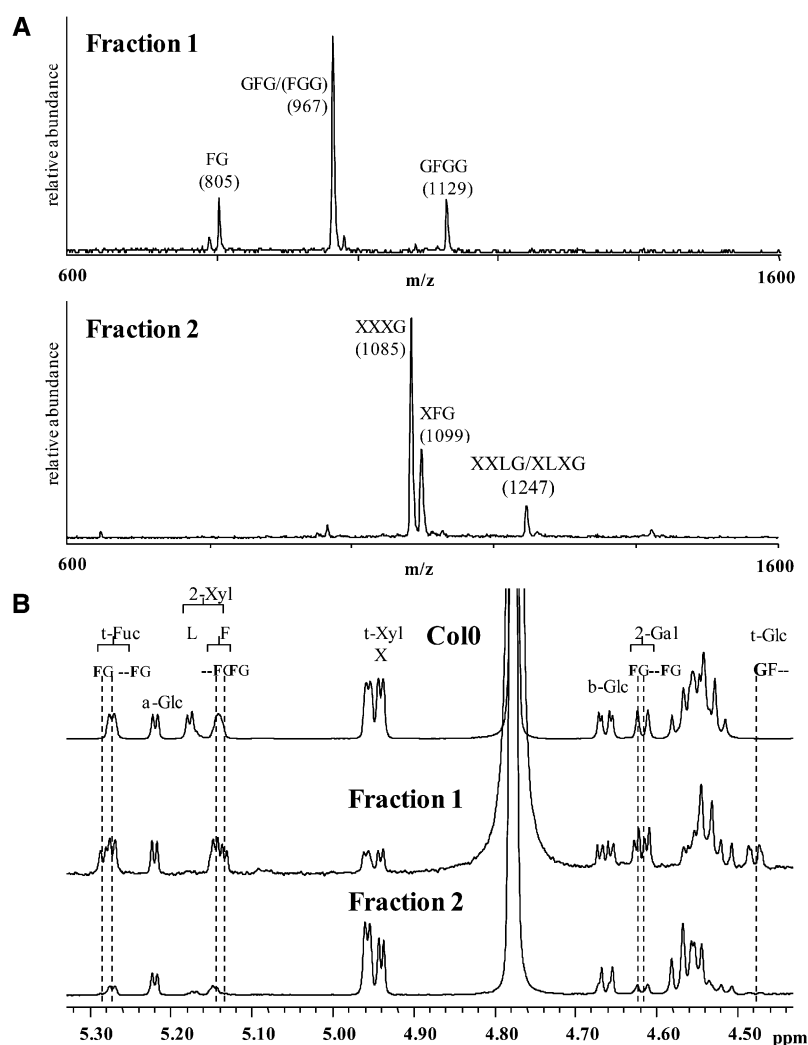 A
Fraction 1
relative abundance
GFG/(FGG)
(967)
FG
(805)
GFGG
(1129)
600
m/z
1600
Fraction 2
relative abundance
XXXG
(1085)
XFG
(1099)
XXLG/XLXG
(1247)
600
m/z
1600
B
2-Xyl
t-Fuc
L
F
t-Xyl
X
Col0
2-Gal
t-Glc
FG --FG
--FGFG
FG--FG
GF--
a-Glc
b-Glc
Fraction 1
Fraction 2
5.30
5.20
5.10
5.00
4.90
4.80
4.70
4.60
4.50
ppm